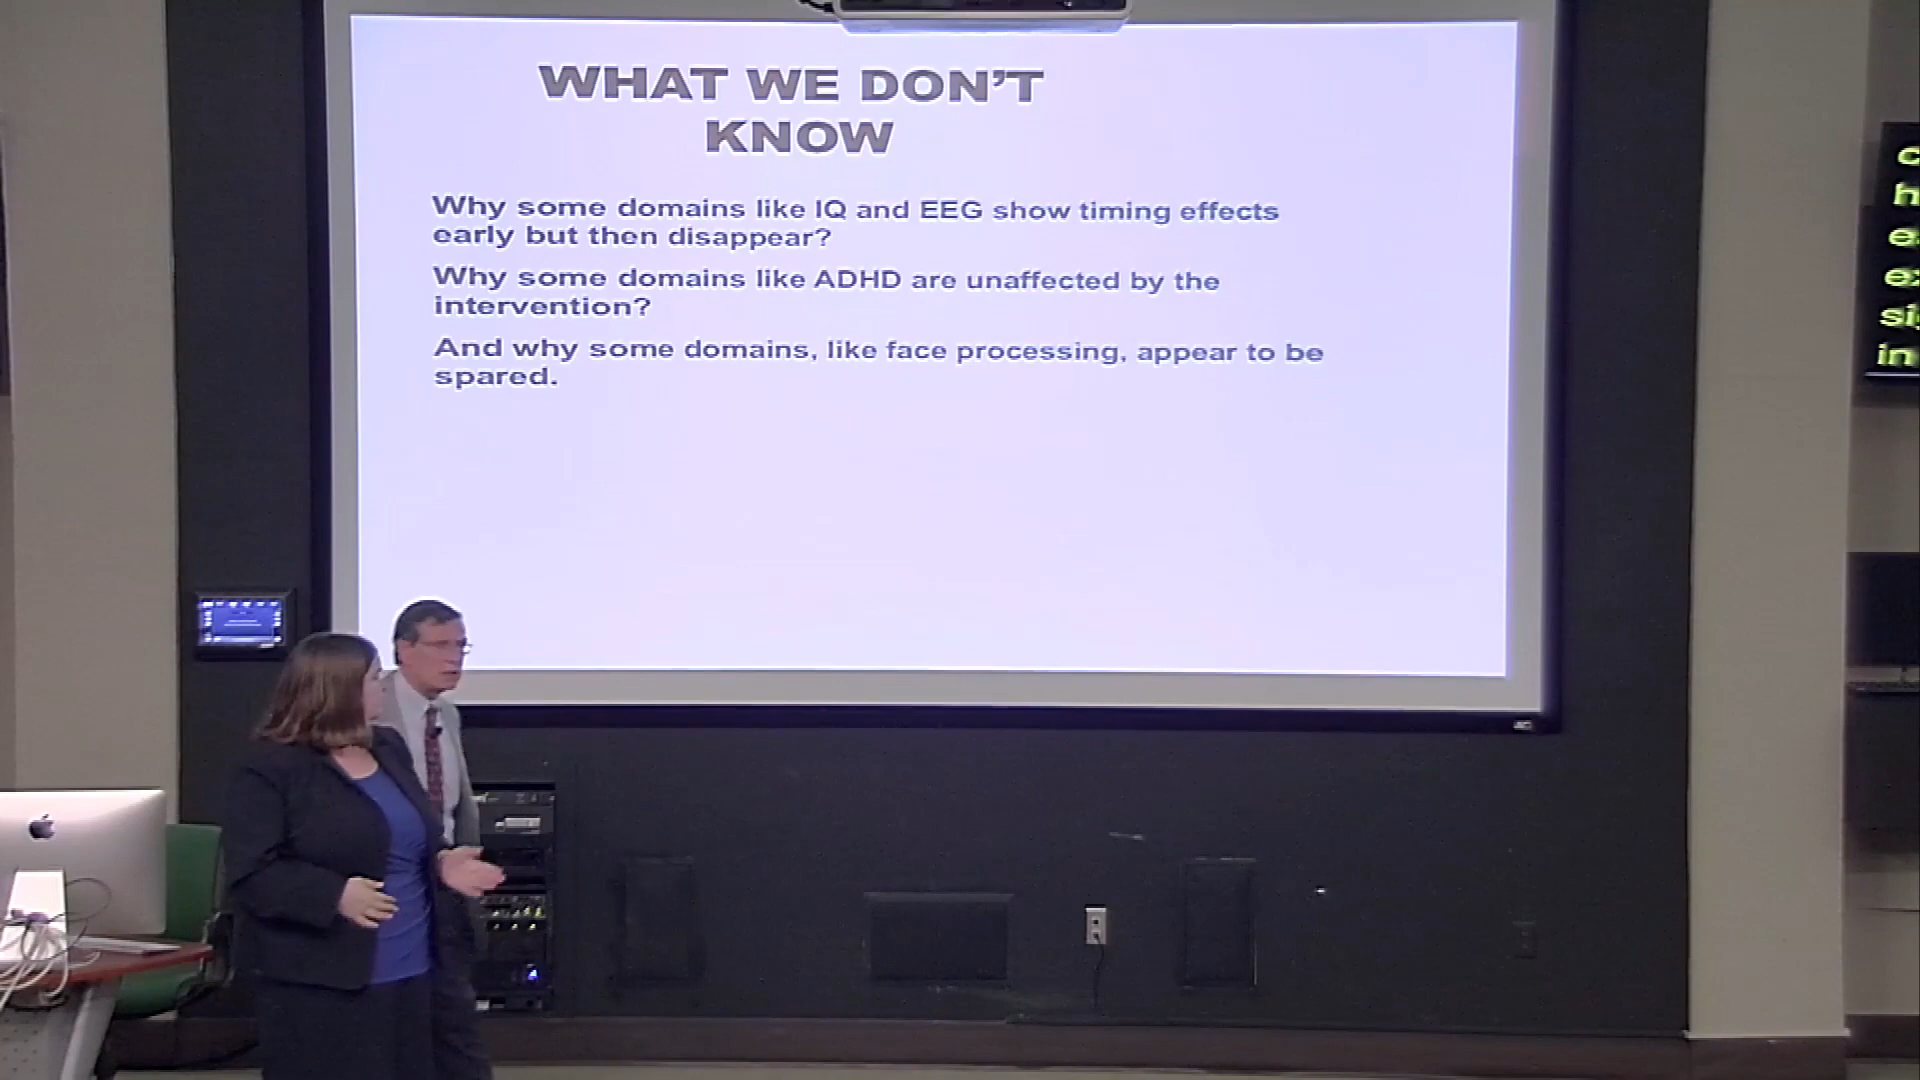 WHAT WE DON'T
KNOW
Why some domains like IQ and EEG show timing effects
early but then disappear?
Why some domains like ADHD are unaffected by the
intervention?
And why some domains, like face processing, appear to be
spared.